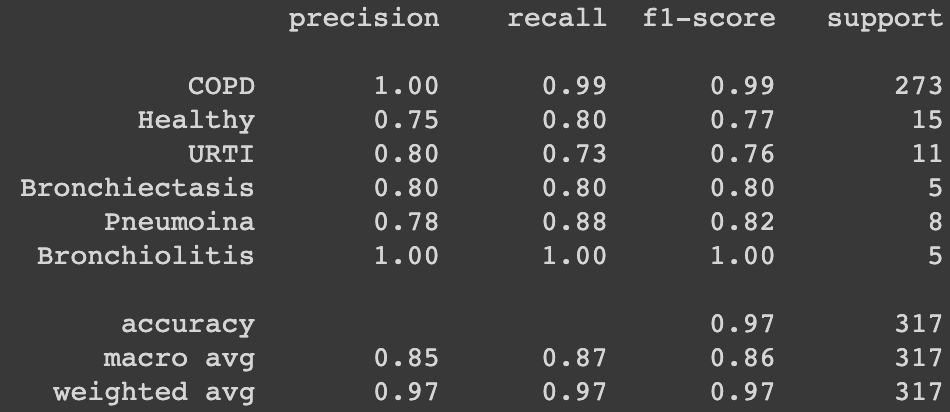 precision recall f1-score support
COPD 1.00 0.99 0.99 273
Healthy 0.75 0.80 0.77 15
URTI 0.80 0.73 0.76 11
Bronchiectasis 0.80 0.80 0.80 5
Pneumoina 0.78 0.88 0.82 8
Bronchiolitis 1.00 1.00 1.00 5
accuracy 0.97 317
macro avg 0.85 0.87 0.86 317
weighted avg 0.97 0.97 0.97 317